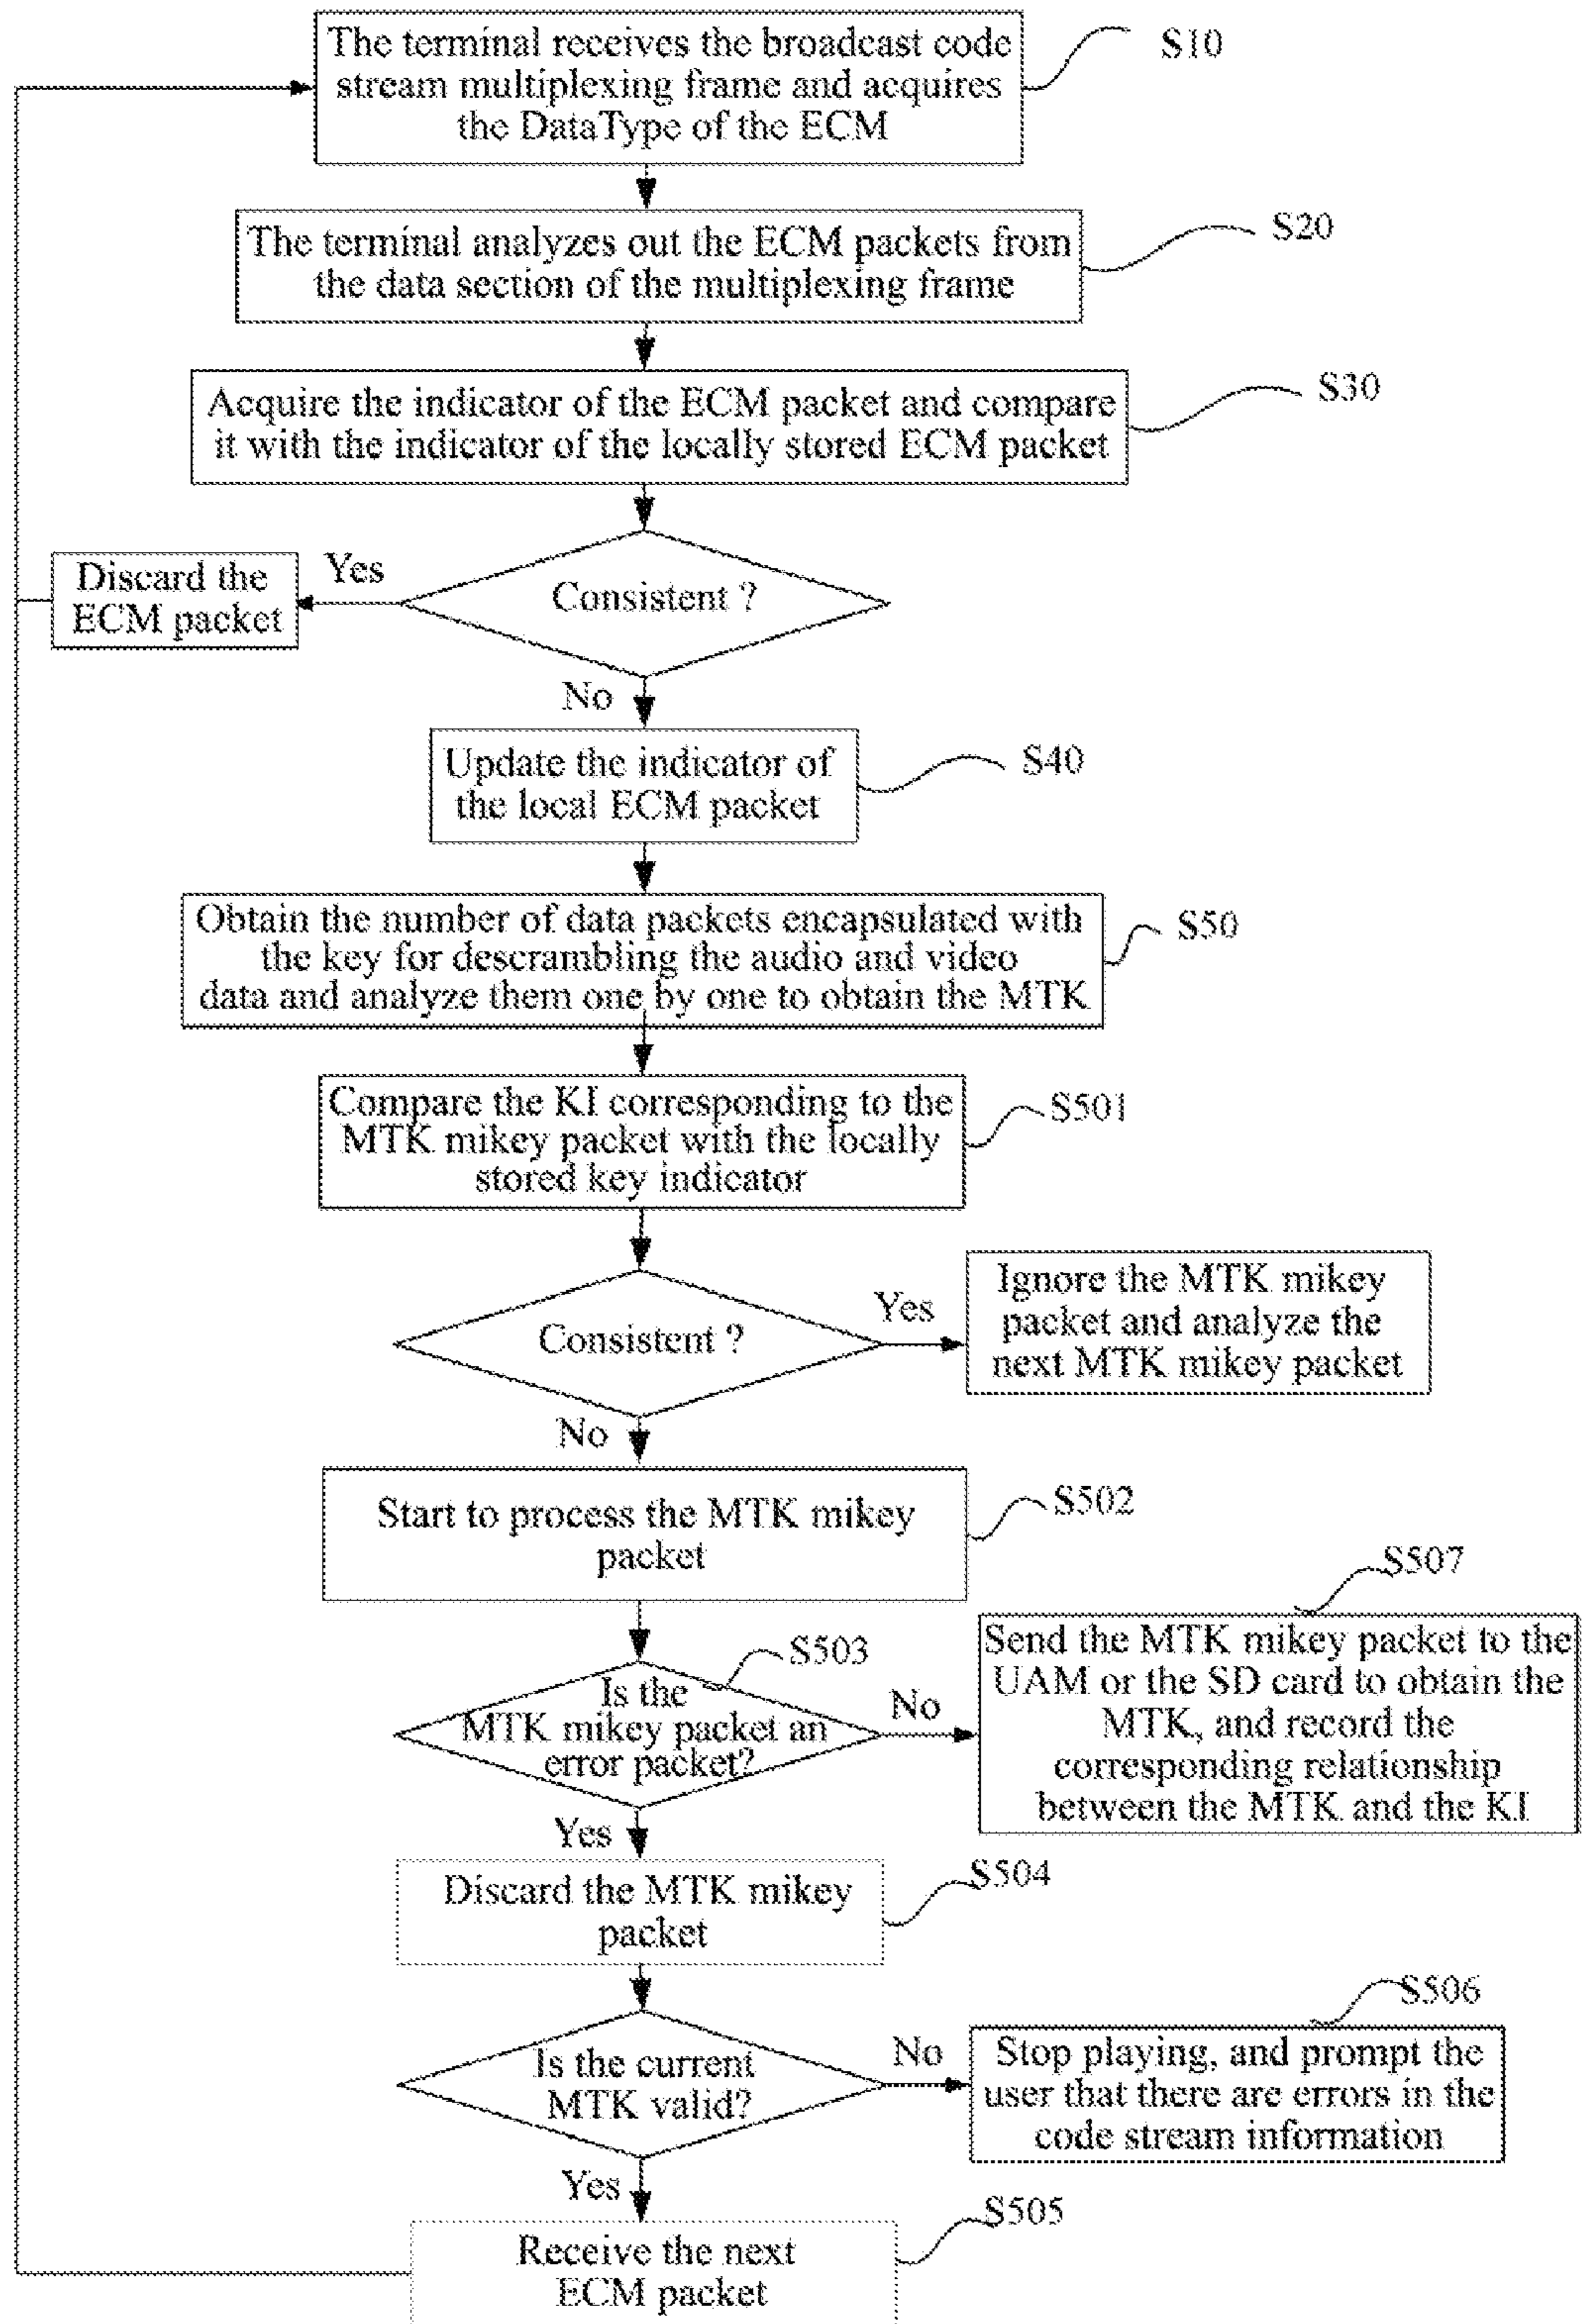 The terminal receives the broadcast code
stream multiplexing frame and acquires
the DataType of the ECM
S10
The terminal analyzes out the ECM packets from
the data section of the multiplexing frame
S20
Acquire the indicator of the ECM packet and compare
it with the indicator of the locally stored ECM packet
S30
Consistent ?
Yes
Discard the
ECM packet
No
Update the indicator of
the local ECM packet
S40
Obtain the number of data packets encapsulated with
the key for descrambling the audio and video
data and analyze them one by one to obtain the MTK
S50
Compare the KI corresponding to the
MTK mikey packet with the locally
stored key indicator
S501
Consistent ?
Yes
Ignore the MTK mikey
packet and analyze the
next MTK mikey packet
No
Start to process the MTK mikey
packet
S502
S503
Is the
MTK mikey packet an
error packet?
No
S507
Send the MTK mikey packet to the
UAM or the SD card to obtain the
MTK, and record the
corresponding relationship
between the MTK and the KI
Yes
Discard the MTK mikey
packet
S504
Is the current
MTK valid?
No
S506
Stop playing, and prompt the
user that there are errors in the
code stream information
Yes
Receive the next
ECM packet
S505